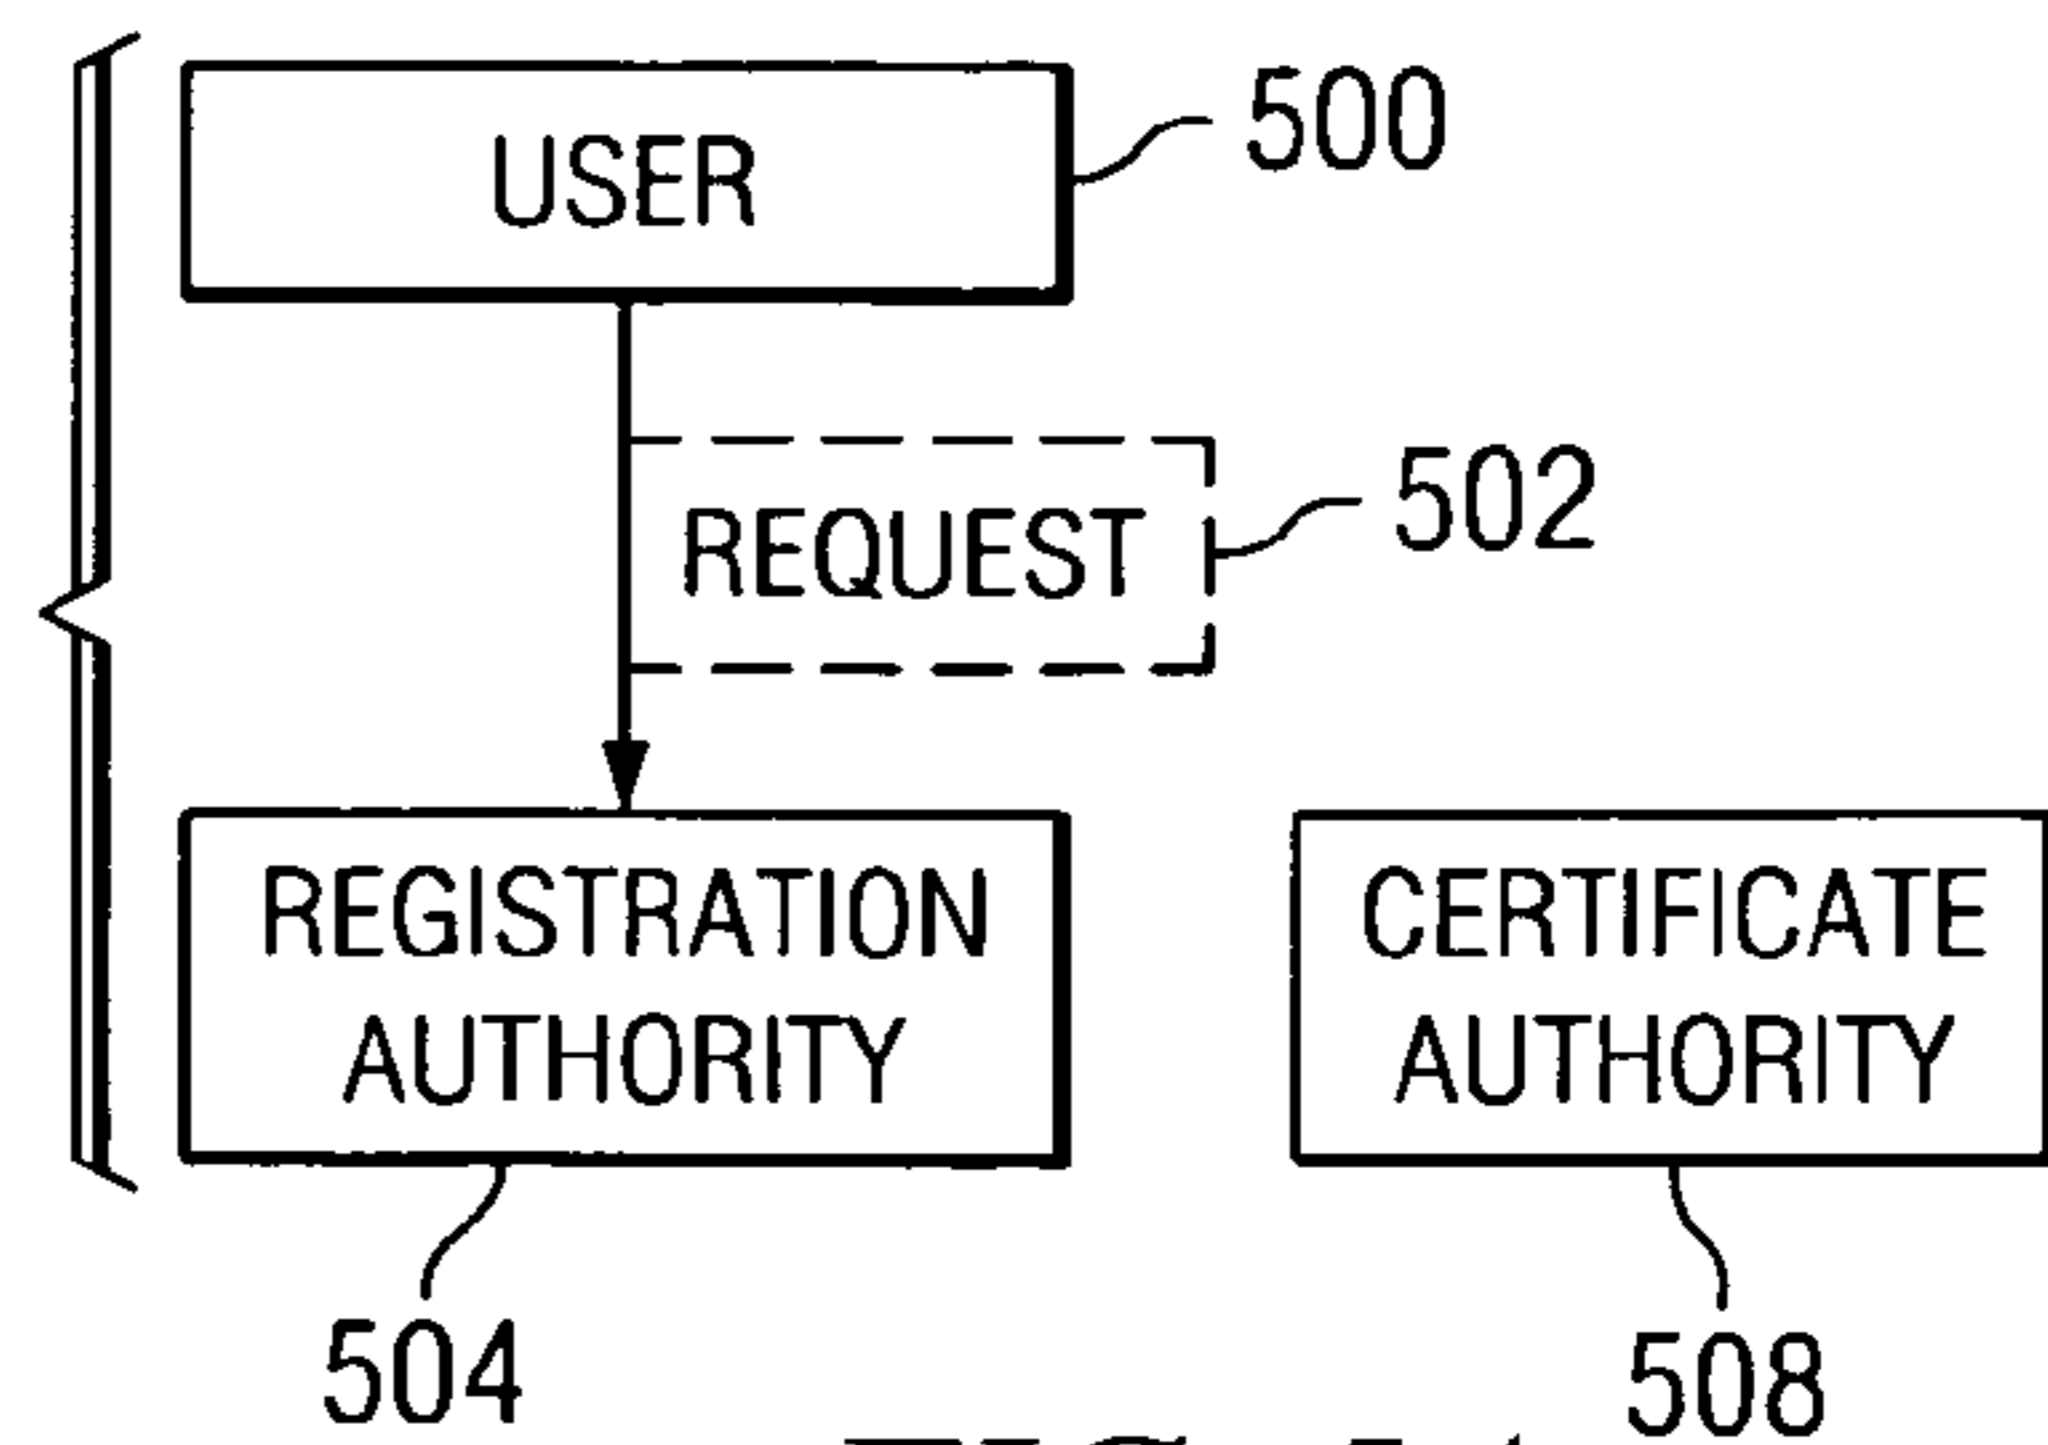 USER
500
REQUEST
502
REGISTRATION
AUTHORITY
CERTIFICATE
AUTHORITY
504
508